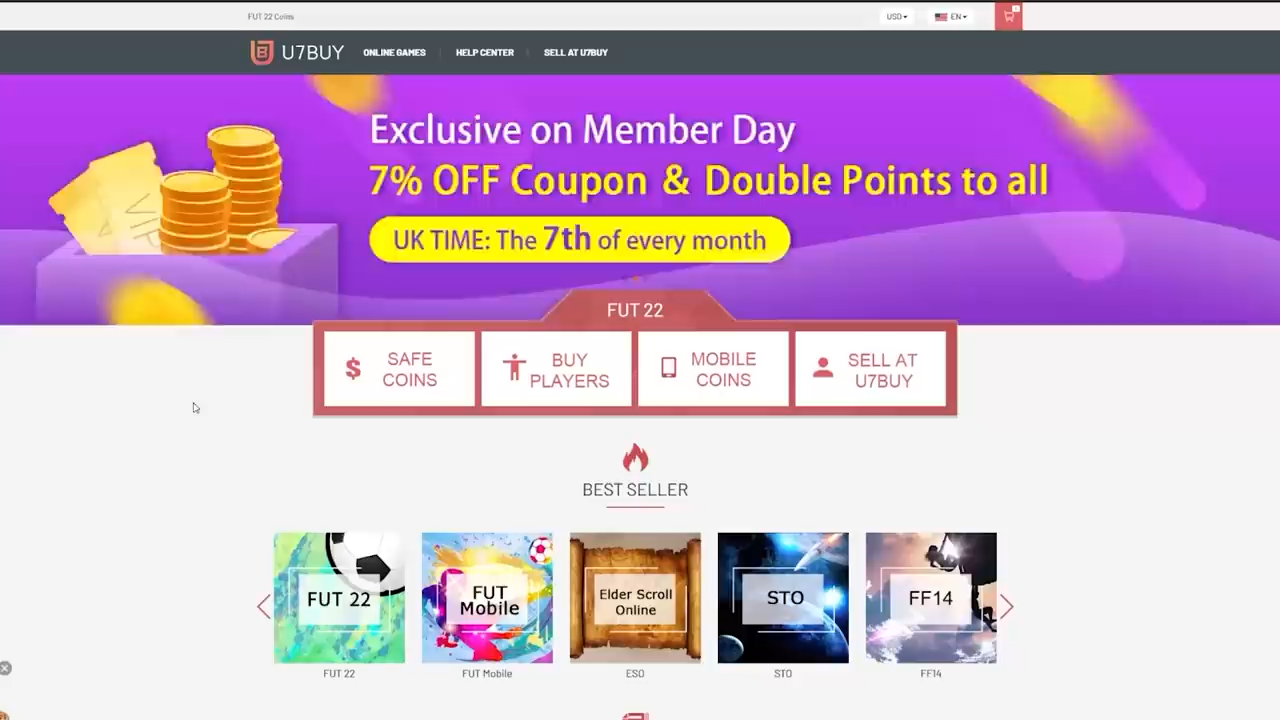 FUT 22 Coins
USD
EN
1
U7BUY
ONLINE GAMES
HELP CENTER
SELL AT U7BUY
Exclusive on Member Day
7% OFF Coupon & Double Points to all
UK TIME: The 7th of every month
FUT 22
SAFE
COINS
BUY
PLAYERS
MOBILE
COINS
SELL AT
U7BUY
BEST SELLER
FUT 22
FUT
Mobile
Elder Scroll
Online
STO
FF14
FUT 22
FUT Mobile
ESO
STO
FF14